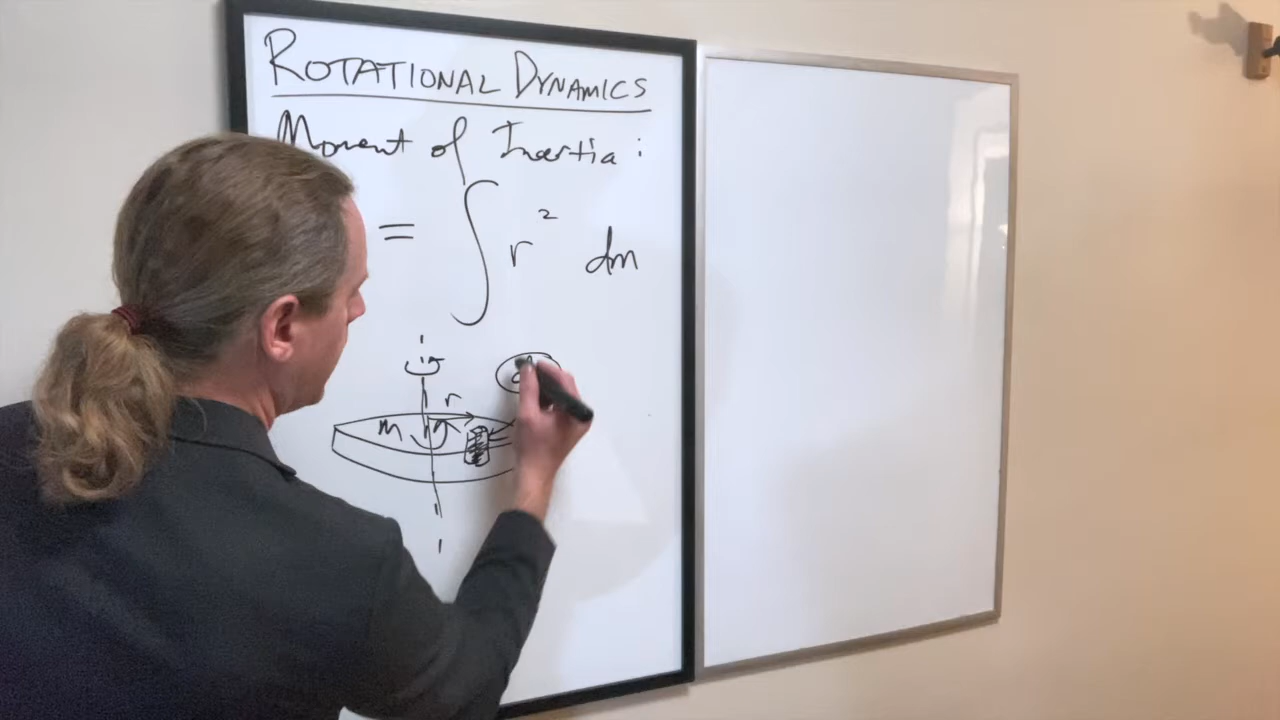 ROTATIONAL DYNAMICS
Moment of Inertia :
= ∫ r² dm
r
m